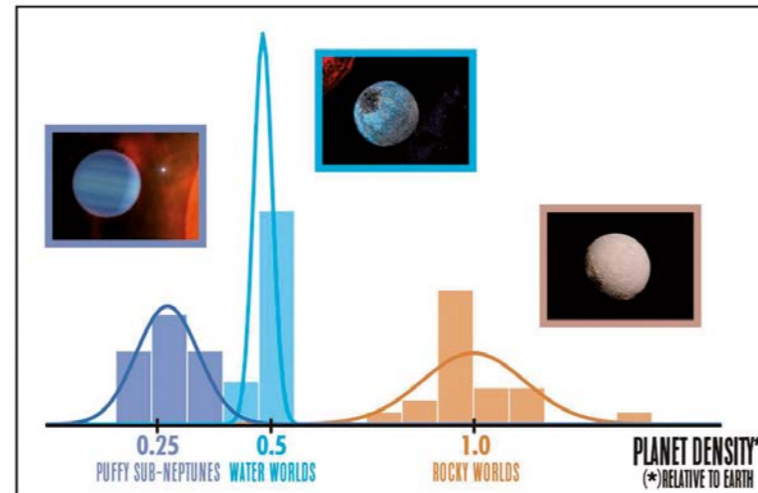 0.25 0.5 1.0 PLANET DENSITY*
PUFFY SUB-NEPTUNES WATER WORLDS ROCKY WORLDS (*)RELATIVE TO EARTH